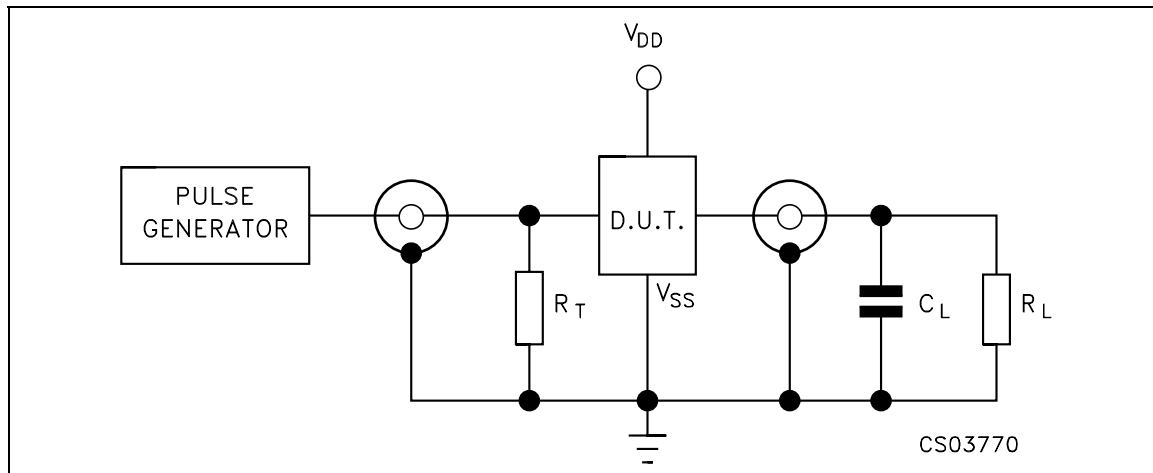 VDD
PULSE
GENERATOR
D.U.T.
VSS
RT
CL
RL
CS03770